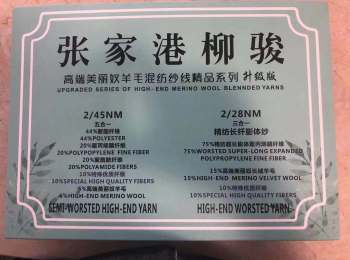 张家港柳骏
高端美丽奴羊毛混纺纱线精品系列 升级版
UPGRADED SERIES OF HIGH-END MERINO WOOL BLENDED YARNS
2/45NM
五合一
44%聚酯纤维
44%POLYESTER
20%聚丙烯腈纤维
20%POLYPROPYLENE FINE FIBER
20%聚酰胺纤维
20%POLYAMIDE FIBERS
10%特殊优质纤维
10%SPECIAL HIGH QUALITY FIBERS
6%高端美丽奴羊毛
6%HIGH-END MERINO WOOL
SEMI-WORSTED HIGH-END YARN
2/28NM
三合一
精纺长纤膨体纱
75%精纺超长膨体聚丙烯腈纤维
75%WORSTED SUPER-LONG EXPANDED
POLYPROPYLENE FINE FIBER
15%高端美丽奴长绒羊毛
15%HIGH-END MERINO VELVET WOOL
10%特殊优质纤维
10%SPECIAL HIGH QUALITY FIBERS
HIGH-END WORSTED YARN